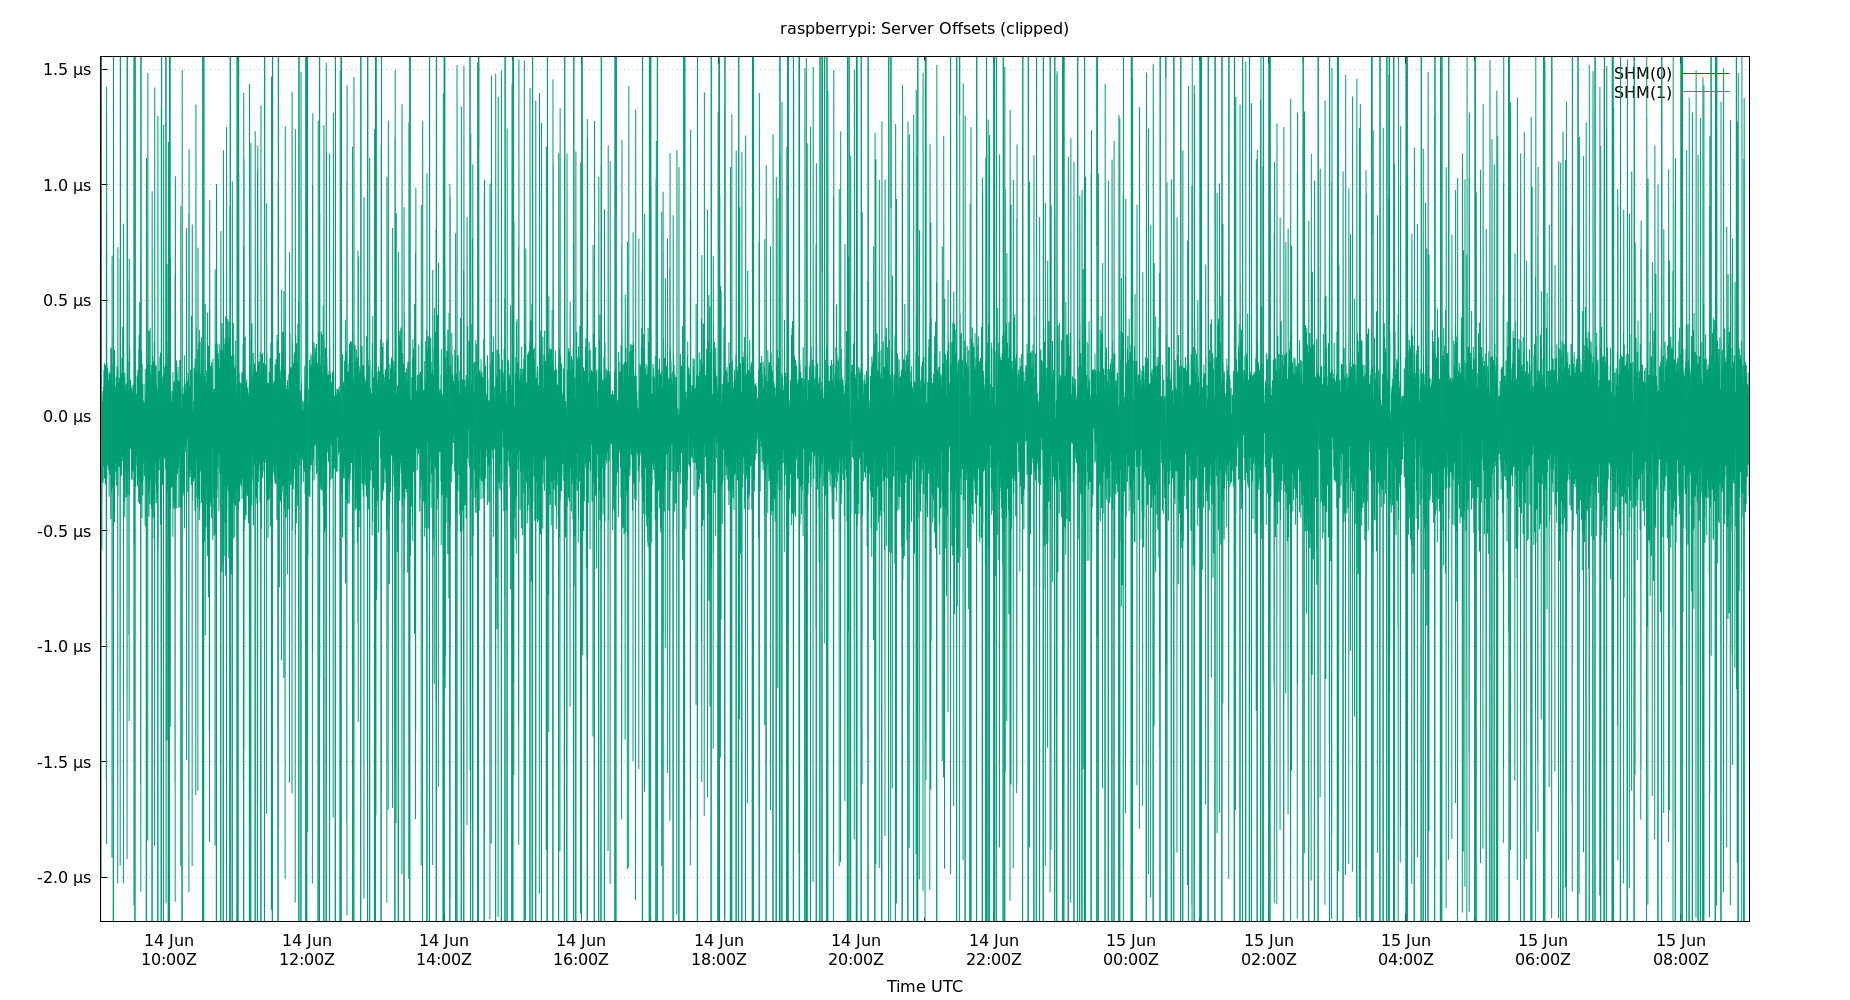 raspberrypi: Server Offsets (clipped)
1.5 µs
1.0 µs
0.5 µs
0.0 µs
-0.5 µs
-1.0 µs
-1.5 µs
-2.0 µs
SHM(0)
SHM(1)
14 Jun 14 Jun 14 Jun 14 Jun 14 Jun 14 Jun 14 Jun 15 Jun 15 Jun 15 Jun 15 Jun 15 Jun
10:00Z 12:00Z 14:00Z 16:00Z 18:00Z 20:00Z 22:00Z 00:00Z 02:00Z 04:00Z 06:00Z 08:00Z
Time UTC